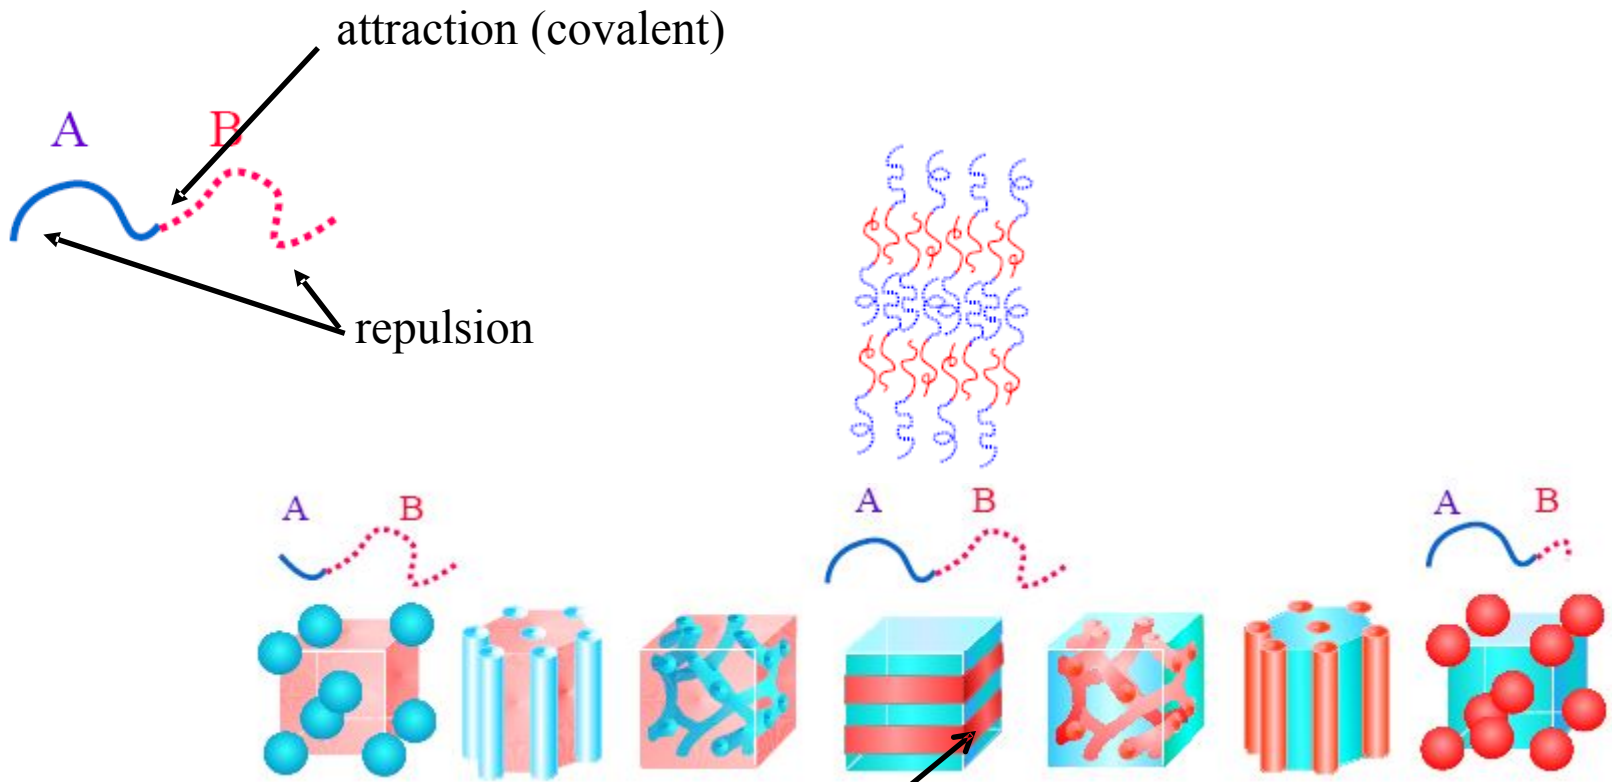 attraction (covalent)
A B
repulsion
A B
A B
A B